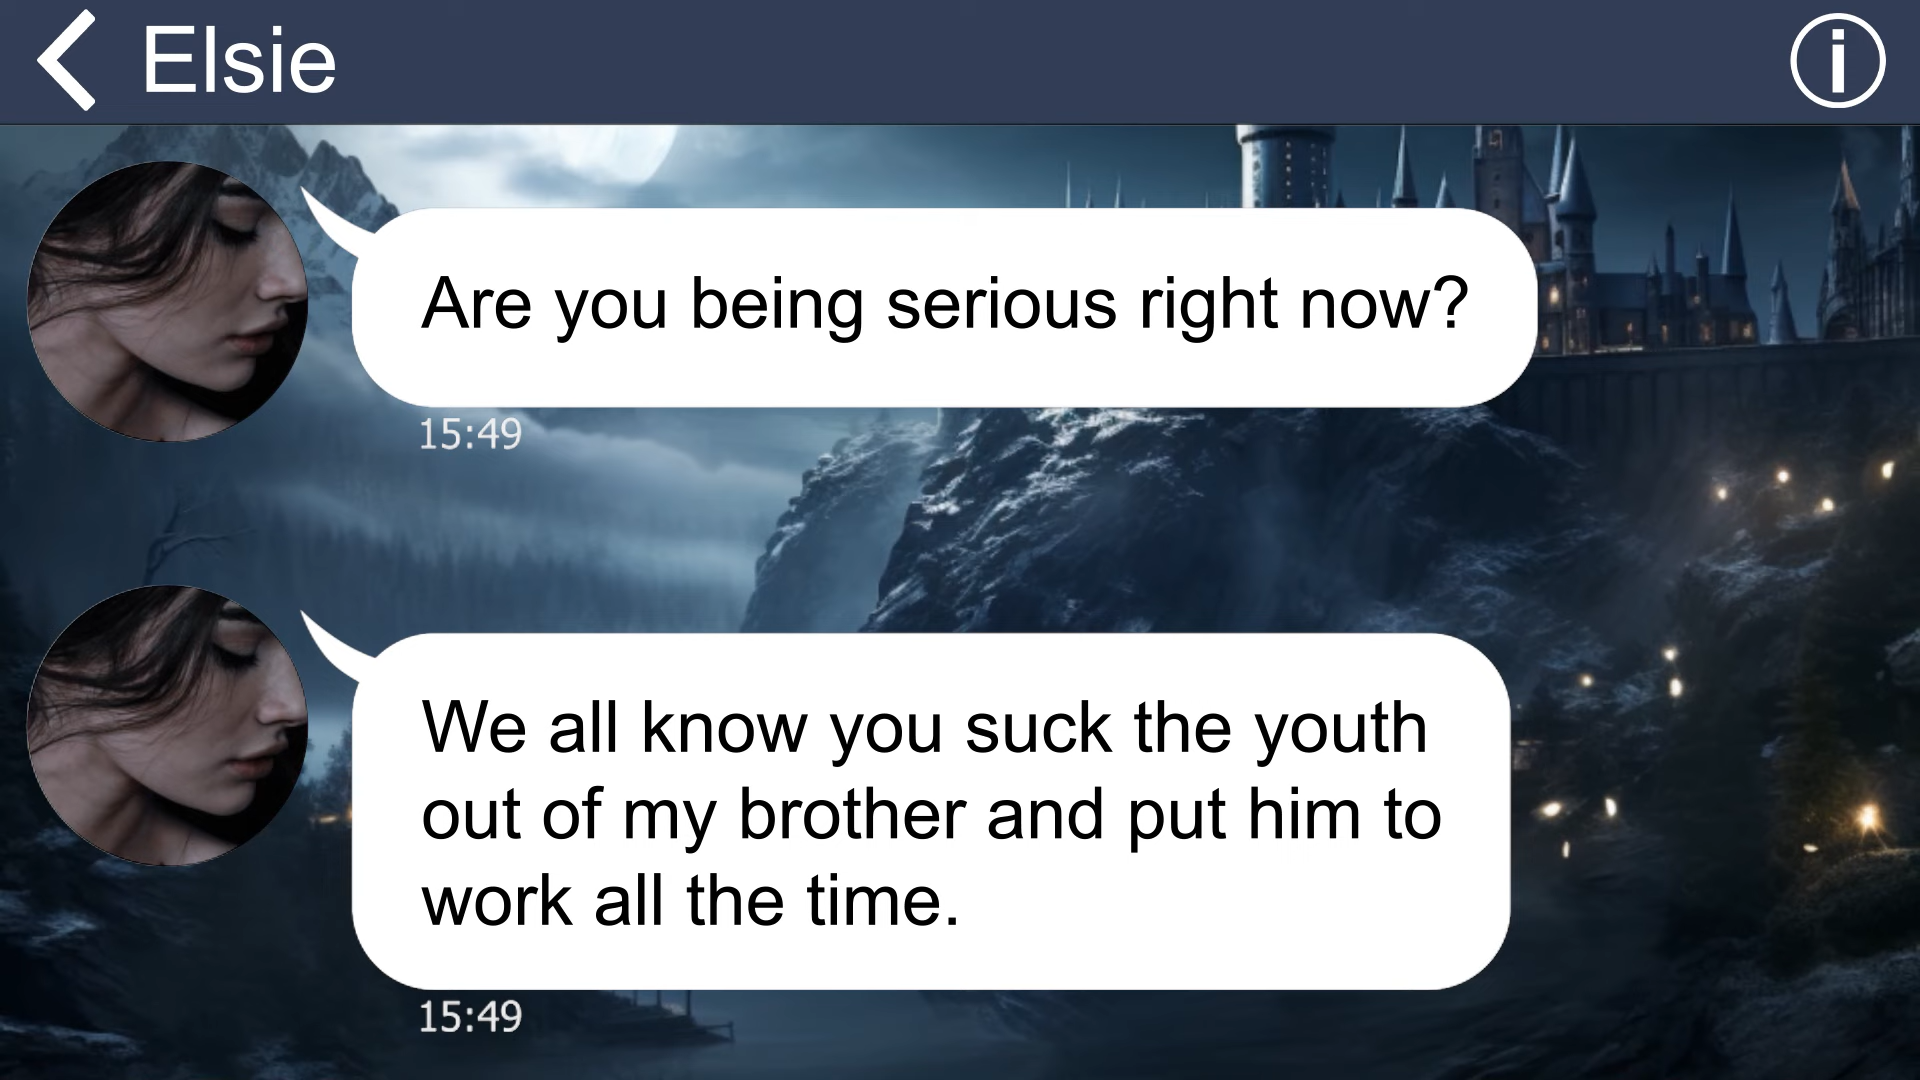 Elsie
Are you being serious right now?
15:49
We all know you suck the youth
out of my brother and put him to
work all the time.
15:49